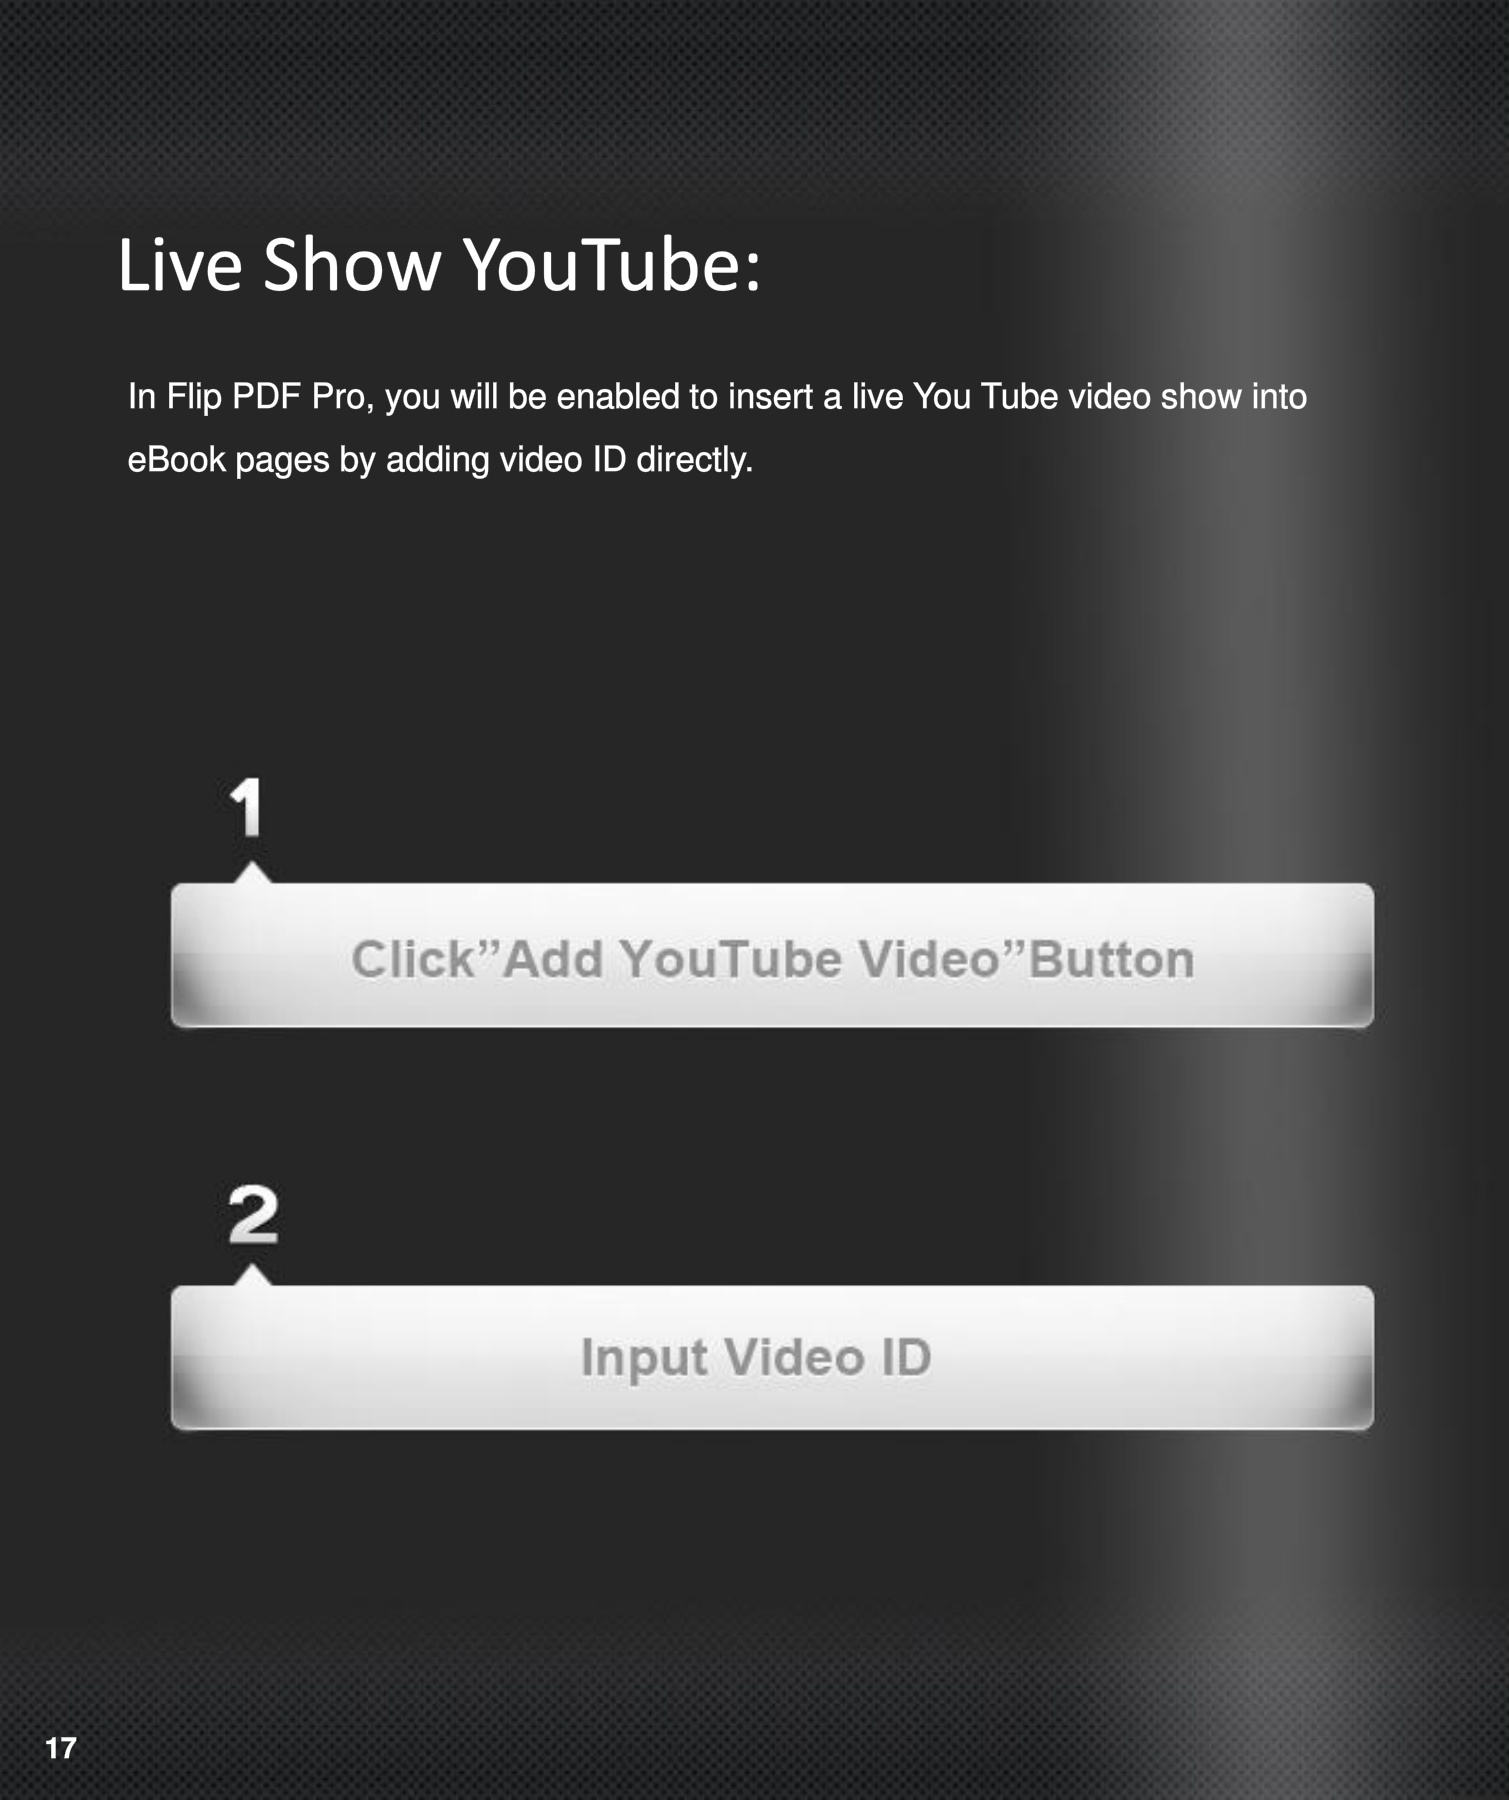 Live Show YouTube:
In Flip PDF Pro, you will be enabled to insert a live You Tube video show into
eBook pages by adding video ID directly.
1
Click”Add YouTube Video”Button
2
Input Video ID
17